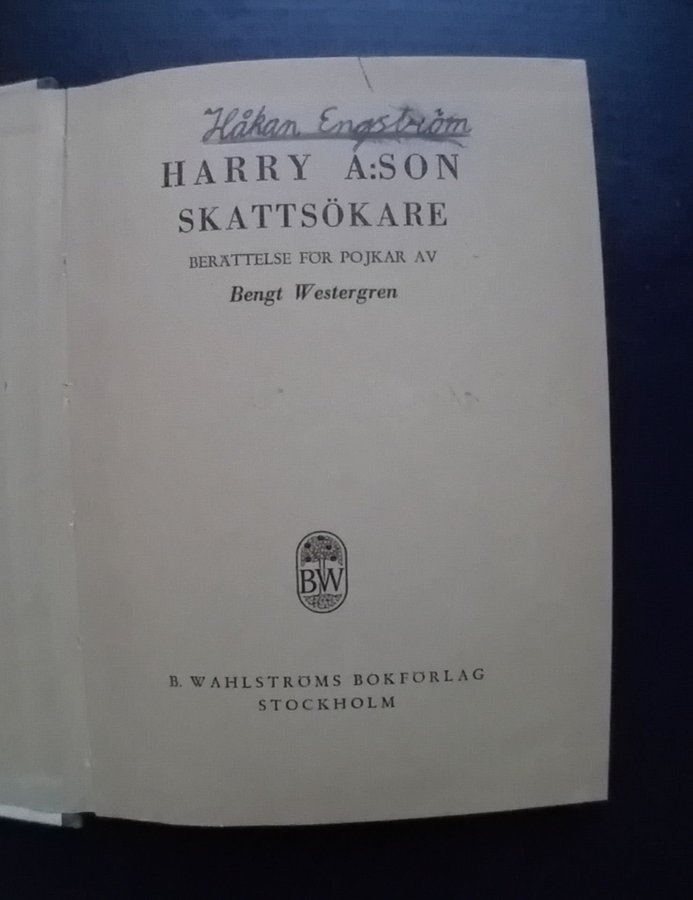 Håkan Engström
HARRY A:SON
SKATTSÖKARE
BERÄTTELSE FÖR POJKAR AV
Bengt Westergren
BW
B. WAHLSTRÖMS BOKFÖRLAG
STOCKHOLM